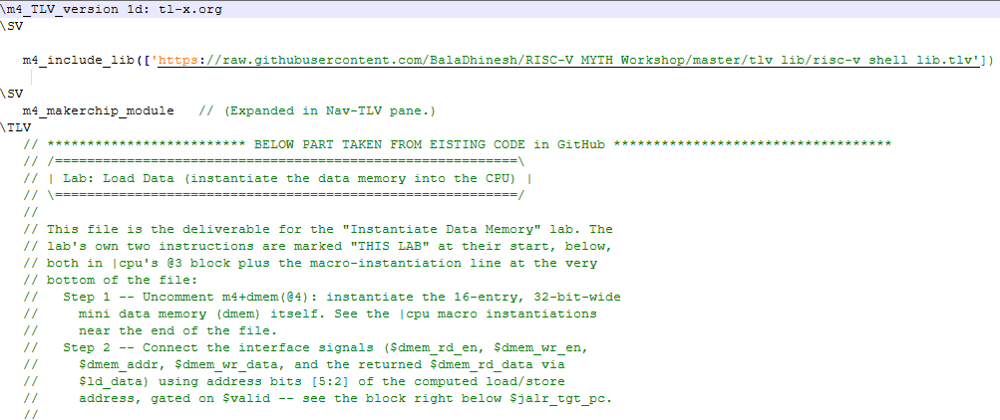 \m4_TLV_version 1d: tl-x.org
\SV
m4_include_lib(['https://raw.githubusercontent.com/BalaDhinesh/RISC-V_MYTH_Workshop/master/tlv_lib/risc-v_shell_lib.tlv'])
\SV
m4_makerchip_module   // (Expanded in Nav-TLV pane.)
\TLV
// ************************* BELOW PART TAKEN FROM EISTING CODE in GitHub ***********************************
// /==========================================================\
// | Lab: Load Data (instantiate the data memory into the CPU) |
// \==========================================================/
//
// This file is the deliverable for the "Instantiate Data Memory" lab. The
// lab's own two instructions are marked "THIS LAB" at their start, below,
// both in |cpu's @3 block plus the macro-instantiation line at the very
// bottom of the file:
//   Step 1 -- Uncomment m4+dmem(@4): instantiate the 16-entry, 32-bit-wide
//     mini data memory (dmem) itself. See the |cpu macro instantiations
//     near the end of the file.
//   Step 2 -- Connect the interface signals ($dmem_rd_en, $dmem_wr_en,
//     $dmem_addr, $dmem_wr_data, and the returned $dmem_rd_data via
//     $ld_data) using address bits [5:2] of the computed load/store
//     address, gated on $valid -- see the block right below $jalr_tgt_pc.
//